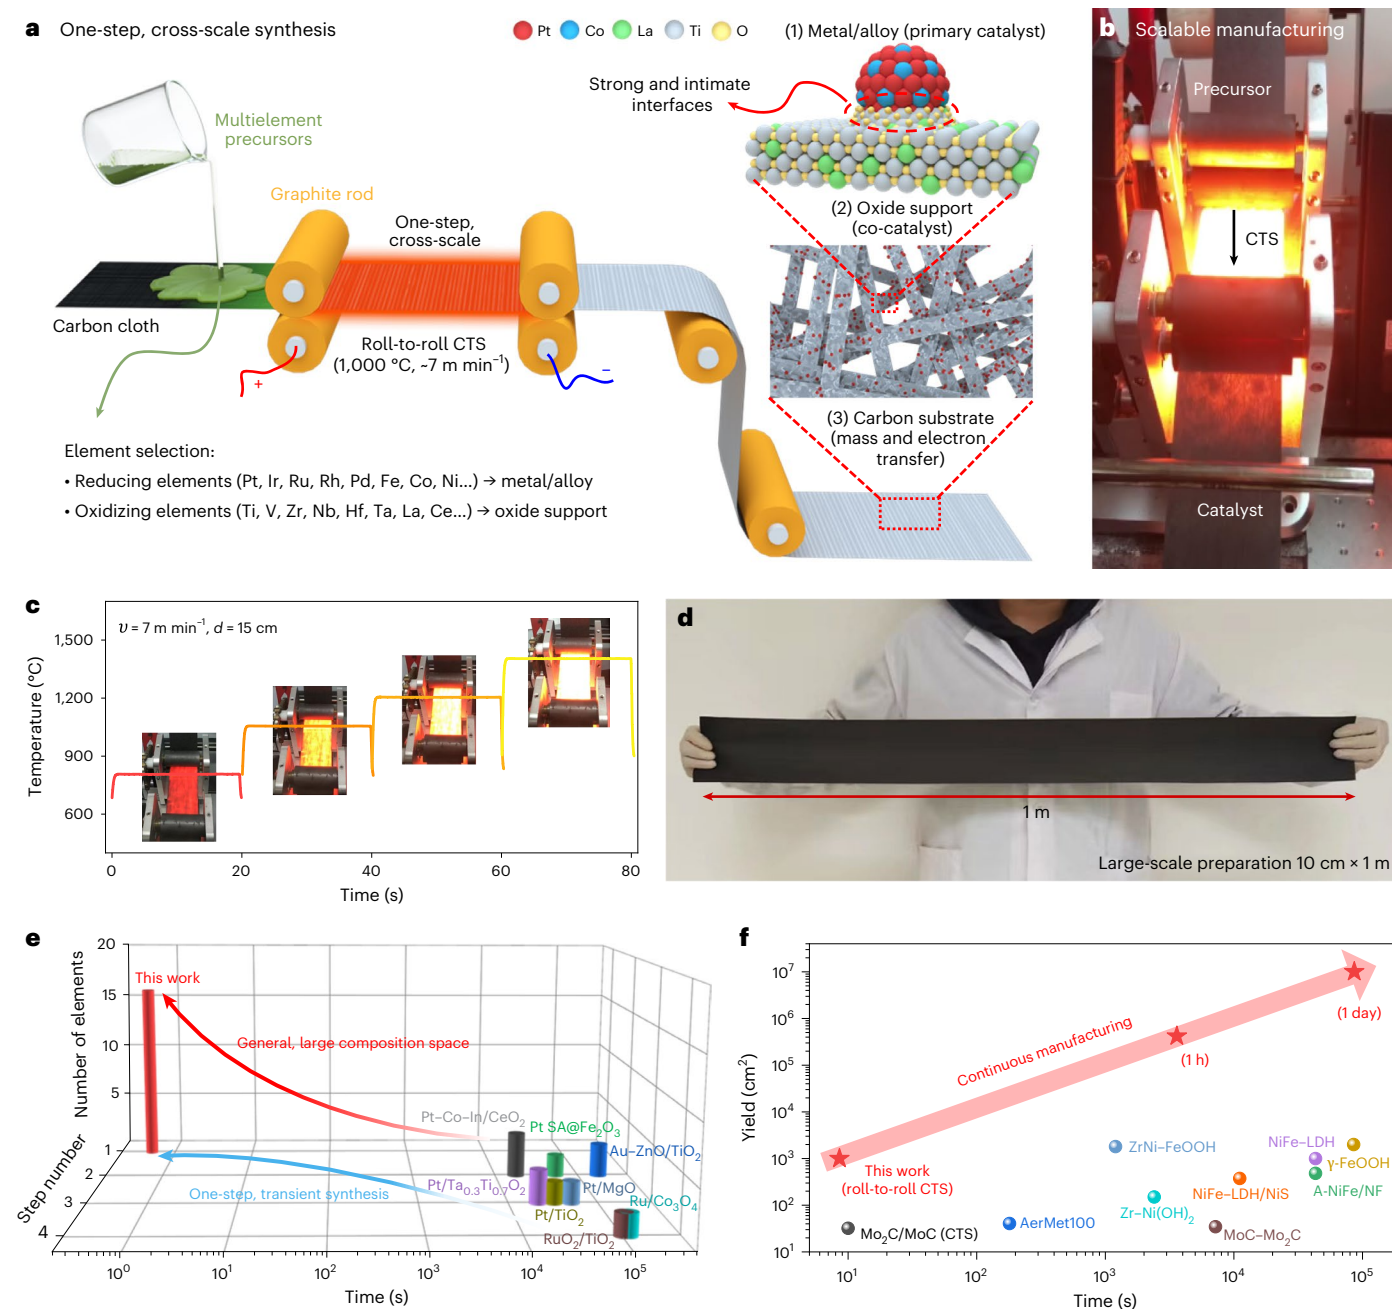 a One-step, cross-scale synthesis
Pt Co La Ti O
(1) Metal/alloy (primary catalyst)
Strong and intimate
interfaces
Multielement
precursors
Graphite rod
One-step,
cross-scale
Carbon cloth
Roll-to-roll CTS
(1,000 °C, ~7 m min⁻¹)
+
−
(2) Oxide support
(co-catalyst)
(3) Carbon substrate
(mass and electron
transfer)
Element selection:
• Reducing elements (Pt, Ir, Ru, Rh, Pd, Fe, Co, Ni...) → metal/alloy
• Oxidizing elements (Ti, V, Zr, Nb, Hf, Ta, La, Ce...) → oxide support
b Scalable manufacturing
Precursor
CTS
Catalyst
c
υ = 7 m min⁻¹, d = 15 cm
Temperature (°C)
1,500
1,200
900
600
0 20 40 60 80
Time (s)
d
1 m
Large-scale preparation 10 cm × 1 m
e
Number of elements
20
15
10
5
1
2
3
4
Step number
This work
General, large composition space
One-step, transient synthesis
Pt–Co–In/CeO₂
Pt SA@Fe₂O₃
Au–ZnO/TiO₂
Pt/Ta₀.₃Ti₀.₇O₂
Pt/MgO
Pt/TiO₂
Ru/Co₃O₄
RuO₂/TiO₂
10⁰ 10¹ 10² 10³ 10⁴ 10⁵
Time (s)
f
Yield (cm²)
10⁷
10⁶
10⁵
10⁴
10³
10²
10¹
Continuous manufacturing
(1 day)
(1 h)
This work
(roll-to-roll CTS)
ZrNi–FeOOH
NiFe–LDH
γ-FeOOH
NiFe–LDH/NiS
A-NiFe/NF
Zr–Ni(OH)₂
AerMet100
Mo₂C/MoC (CTS)
MoC–Mo₂C
10¹ 10² 10³ 10⁴ 10⁵
Time (s)